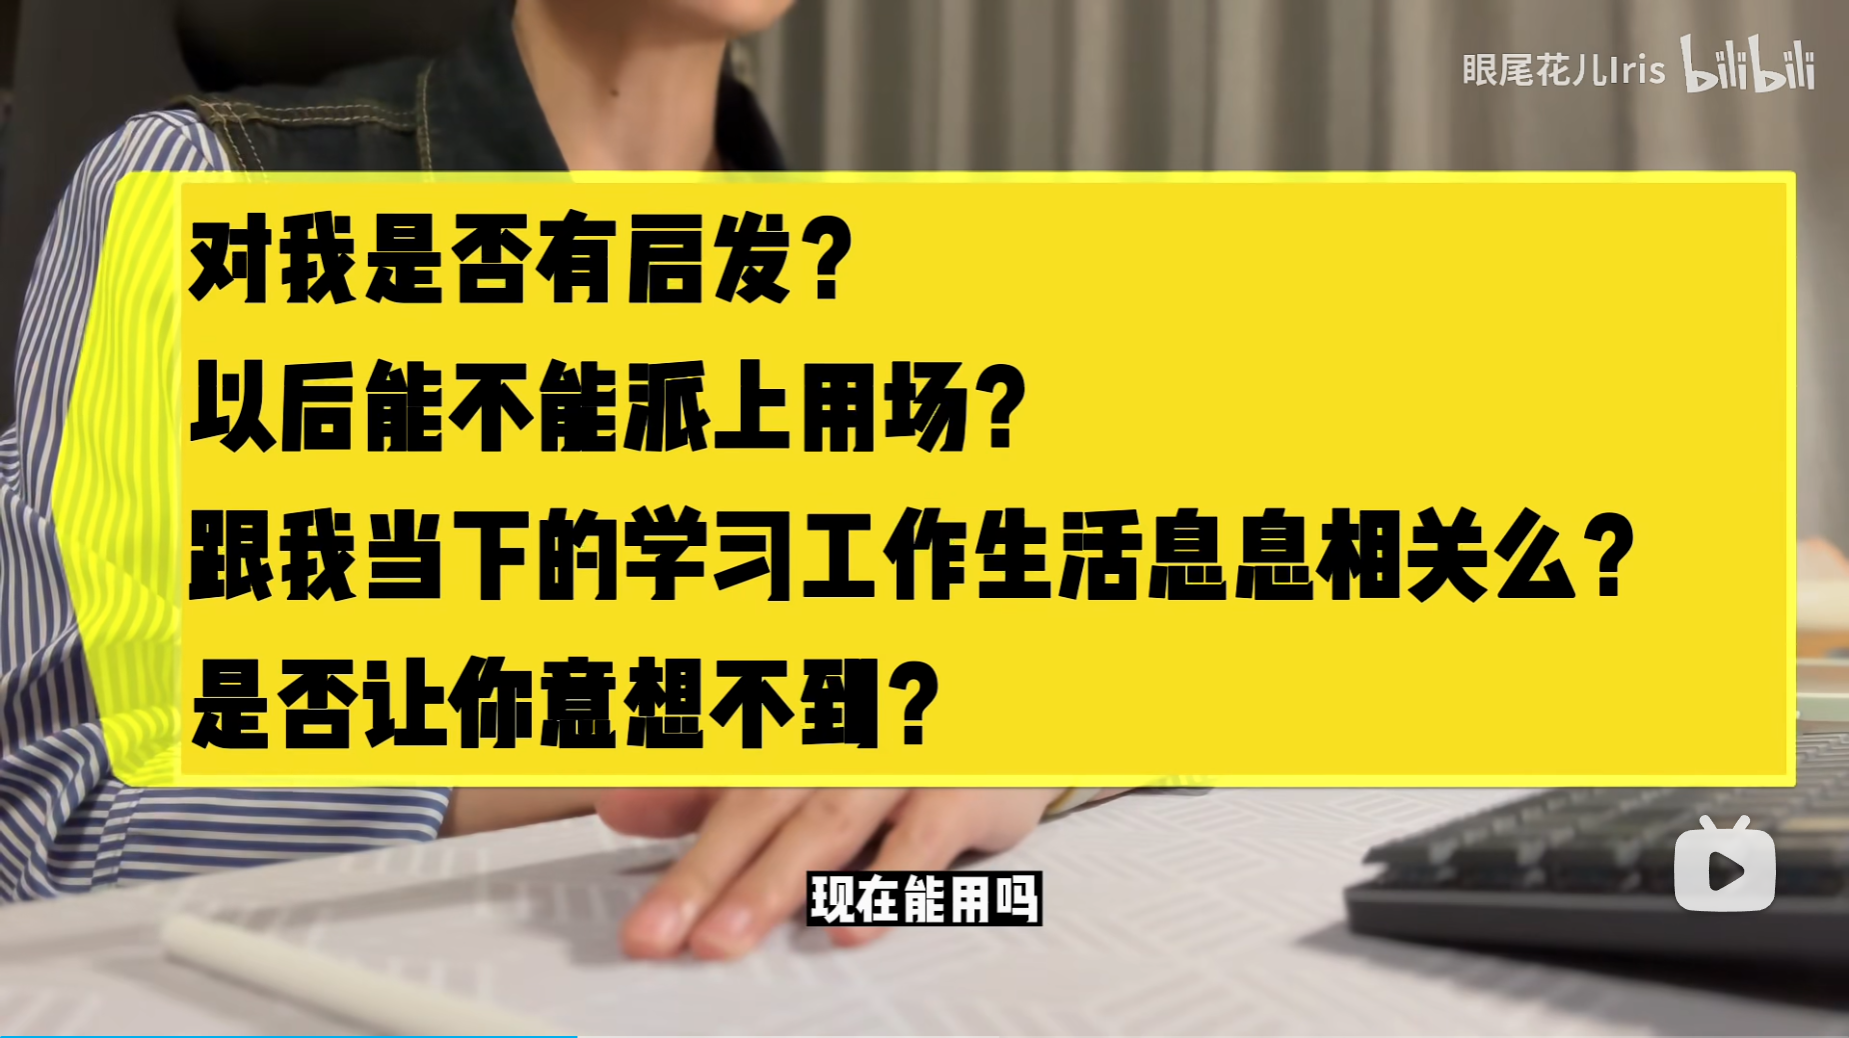 眼尾花儿Iris bilibili
对我是否有启发？
以后能不能派上用场？
跟我当下的学习工作生活息息相关么？
是否让你意想不到？
现在能用吗